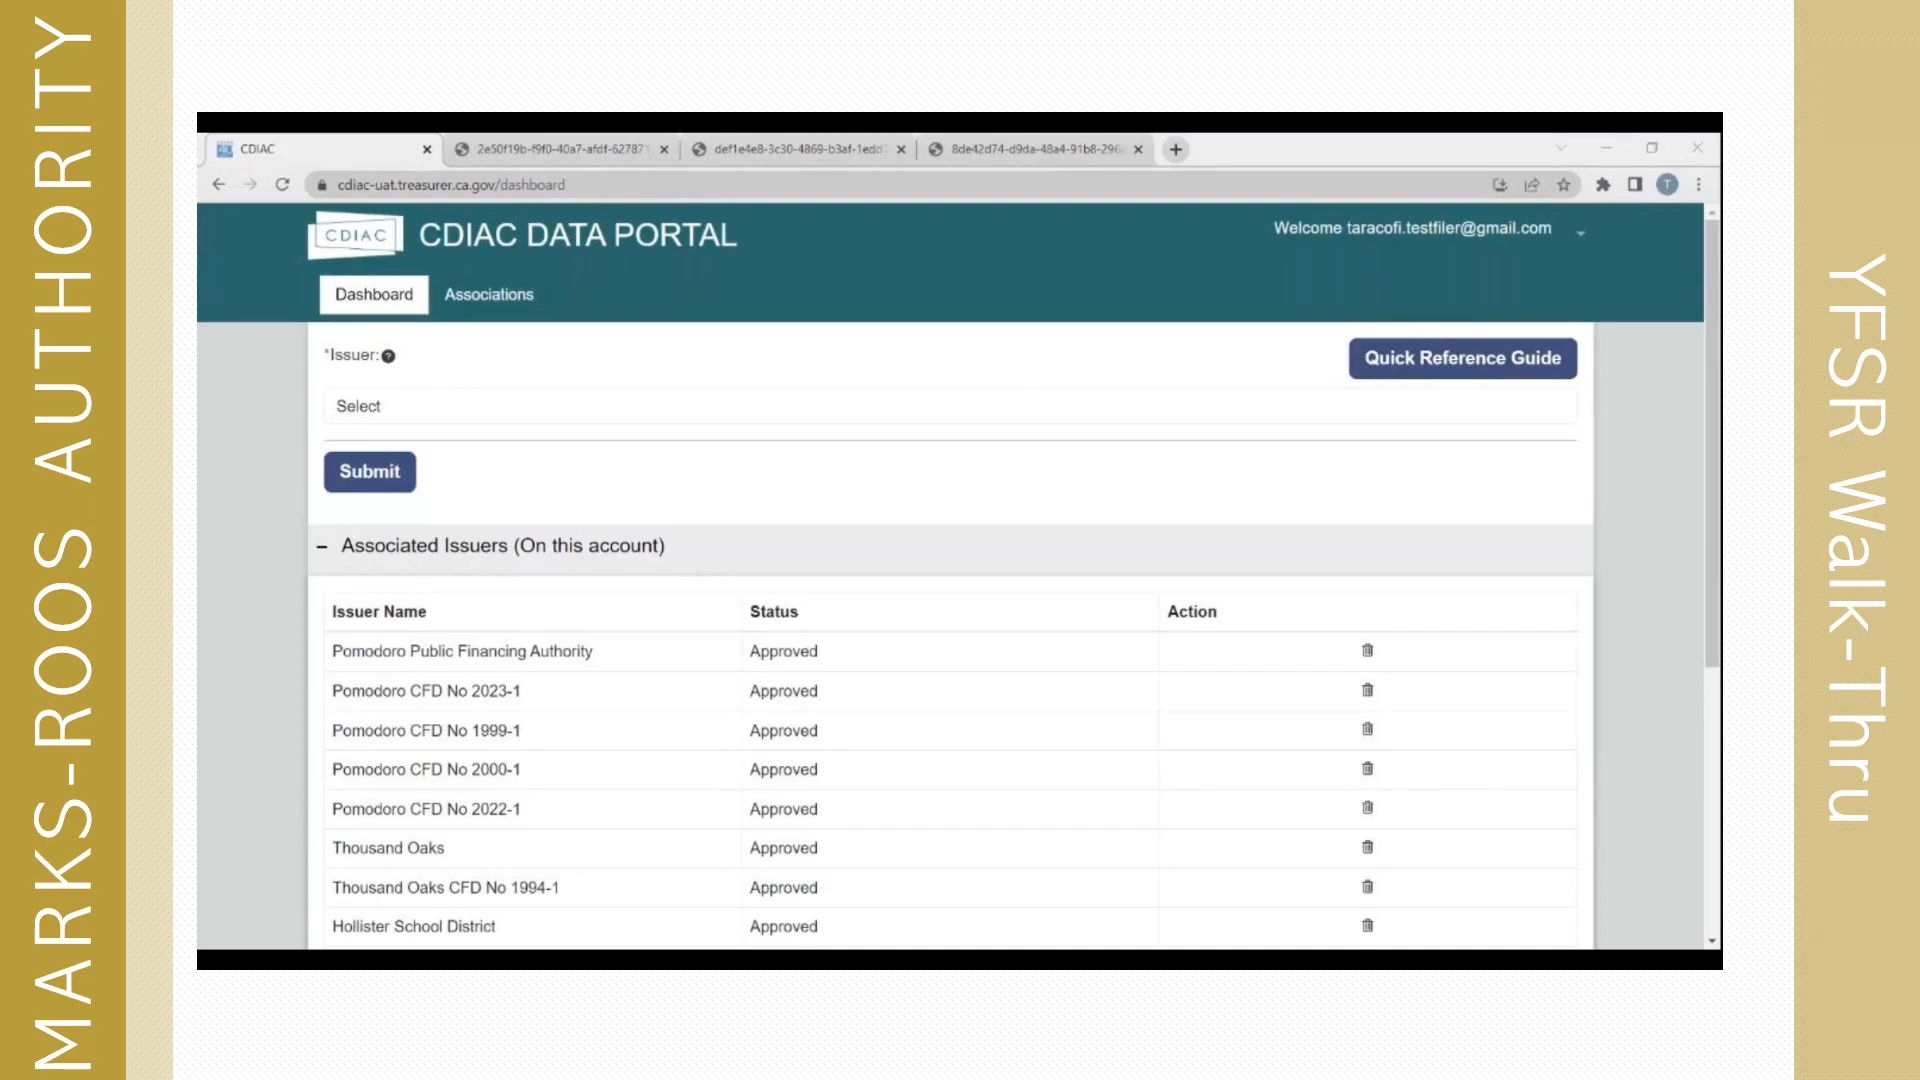 MARKS-ROOS AUTHORITY
CDIAC
2e50f19b-f9f0-40a7-afdf-627871
def1e4e8-3c30-4869-b3af-1edd
8de42d74-d9da-48a4-91b8-296
cdiac-uat.treasurer.ca.gov/dashboard
T
CDIAC
CDIAC DATA PORTAL
Welcome taracofi.testfiler@gmail.com
Dashboard
Associations
*Issuer:
Quick Reference Guide
Select
Submit
Associated Issuers (On this account)
Issuer Name Status Action
Pomodoro Public Financing Authority Approved
Pomodoro CFD No 2023-1 Approved
Pomodoro CFD No 1999-1 Approved
Pomodoro CFD No 2000-1 Approved
Pomodoro CFD No 2022-1 Approved
Thousand Oaks Approved
Thousand Oaks CFD No 1994-1 Approved
Hollister School District Approved
YFSR Walk-Thru